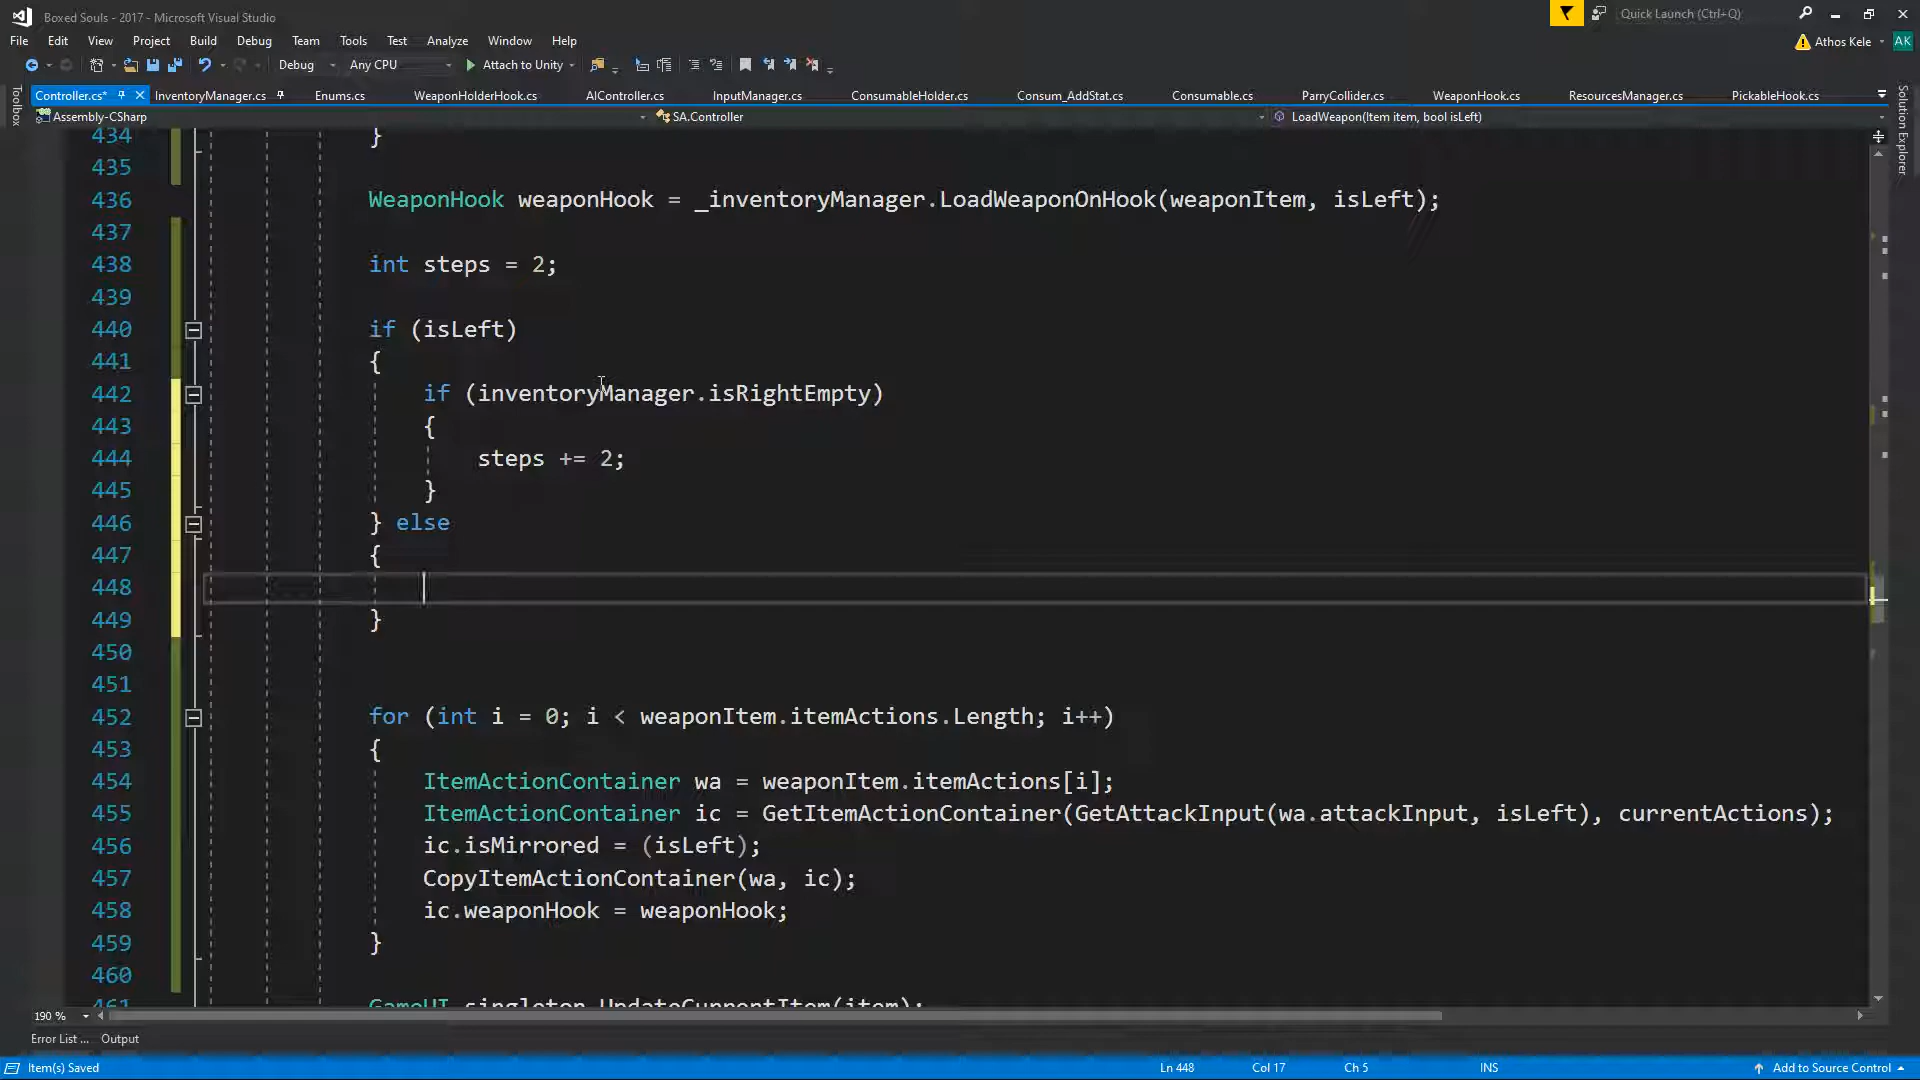 Boxed Souls - 2017 - Microsoft Visual Studio
Quick Launch (Ctrl+Q)
File Edit View Project Build Debug Team Tools Test Analyze Window Help
Athos Kele AK
Debug Any CPU Attach to Unity
Controller.cs* InventoryManager.cs Enums.cs WeaponHolderHook.cs AIController.cs InputManager.cs ConsumableHolder.cs Consum_AddStat.cs Consumable.cs ParryCollider.cs WeaponHook.cs ResourcesManager.cs PickableHook.cs
Toolbox
Solution Explorer
Assembly-CSharp SA.Controller LoadWeapon(Item item, bool isLeft)
434 }
435
436 WeaponHook weaponHook = _inventoryManager.LoadWeaponOnHook(weaponItem, isLeft);
437
438 int steps = 2;
439
440 if (isLeft)
441 {
442 if (inventoryManager.isRightEmpty)
443 {
444 steps += 2;
445 }
446 } else
447 {
448
449 }
450
451
452 for (int i = 0; i < weaponItem.itemActions.Length; i++)
453 {
454 ItemActionContainer wa = weaponItem.itemActions[i];
455 ItemActionContainer ic = GetItemActionContainer(GetAttackInput(wa.attackInput, isLeft), currentActions);
456 ic.isMirrored = (isLeft);
457 CopyItemActionContainer(wa, ic);
458 ic.weaponHook = weaponHook;
459 }
460
461 GameUI.singleton.UpdateCurrentItem(item);
190 %
Error List ... Output
Item(s) Saved Ln 448 Col 17 Ch 5 INS Add to Source Control